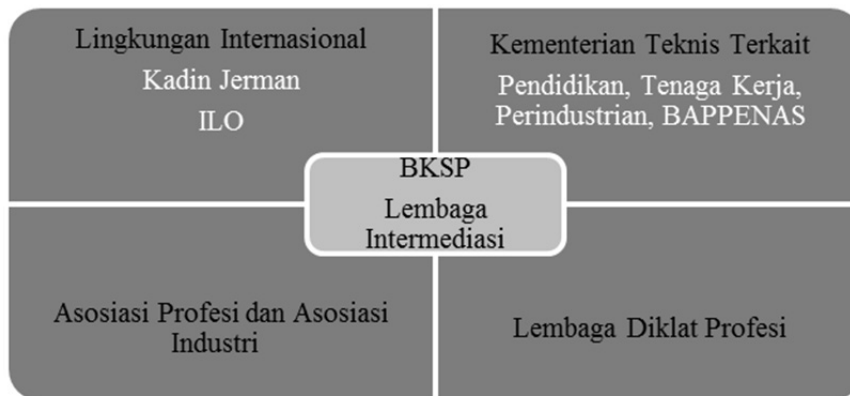 Lingkungan Internasional
Kadin Jerman
ILO
Kementerian Teknis Terkait
Pendidikan, Tenaga Kerja,
Perindustrian, BAPPENAS
BKSP
Lembaga
Intermediasi
Asosiasi Profesi dan Asosiasi
Industri
Lembaga Diklat Profesi